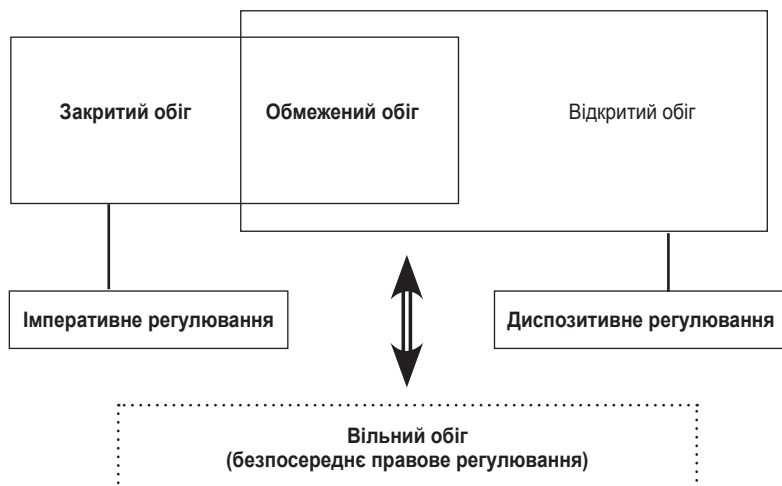 Закритий обіг
Обмежений обіг
Відкритий обіг
Імперативне регулювання
Диспозитивне регулювання
Вільний обіг
(безпосереднє правове регулювання)